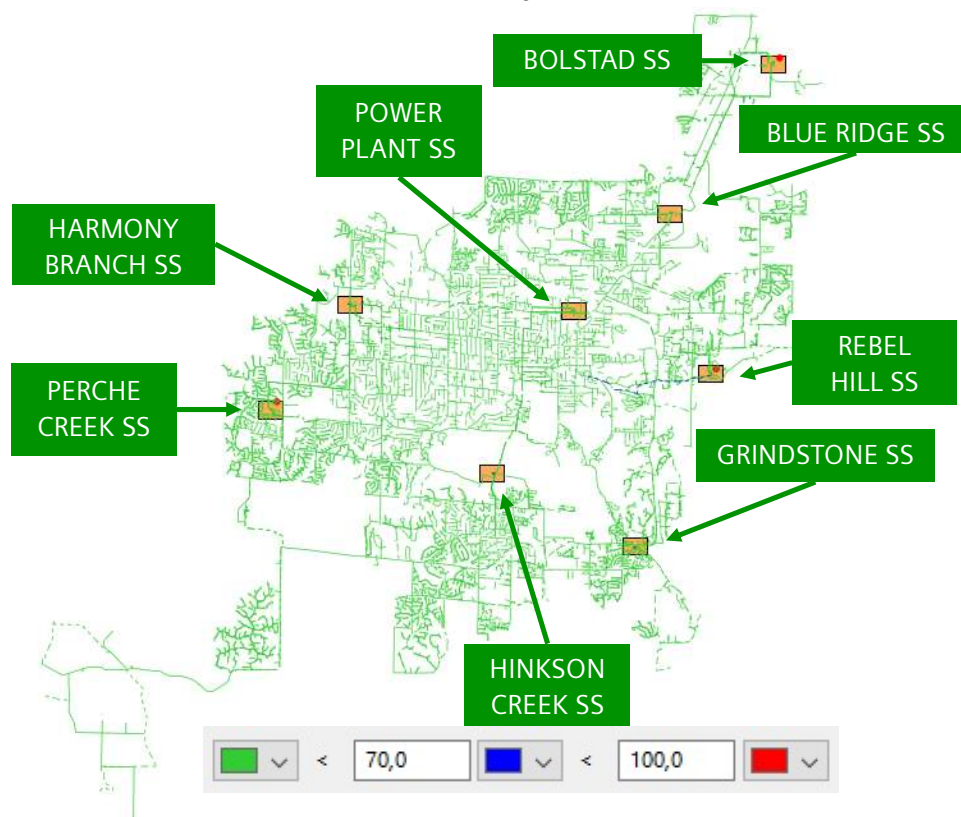 BOLSTAD SS
POWER
PLANT SS
BLUE RIDGE SS
HARMONY
BRANCH SS
REBEL
HILL SS
PERCHE
CREEK SS
GRINDSTONE SS
HINKSON
CREEK SS
< 70,0 < 100,0